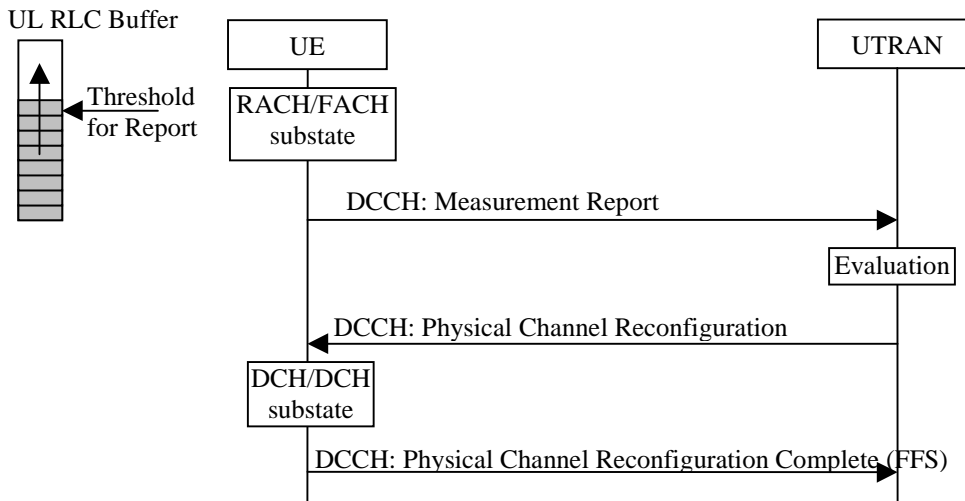 UL RLC Buffer
UE
UTRAN
Threshold
for Report
RACH/FACH
substate
DCCH: Measurement Report
Evaluation
DCCH: Physical Channel Reconfiguration
DCH/DCH
substate
DCCH: Physical Channel Reconfiguration Complete (FFS)